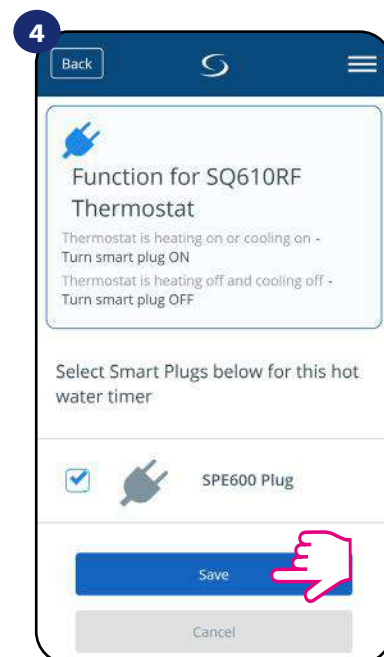 4
Back
Function for SQ610RF
Thermostat
Thermostat is heating on or cooling on -
Turn smart plug ON
Thermostat is heating off and cooling off -
Turn smart plug OFF
Select Smart Plugs below for this hot
water timer
SPE600 Plug
Save
Cancel